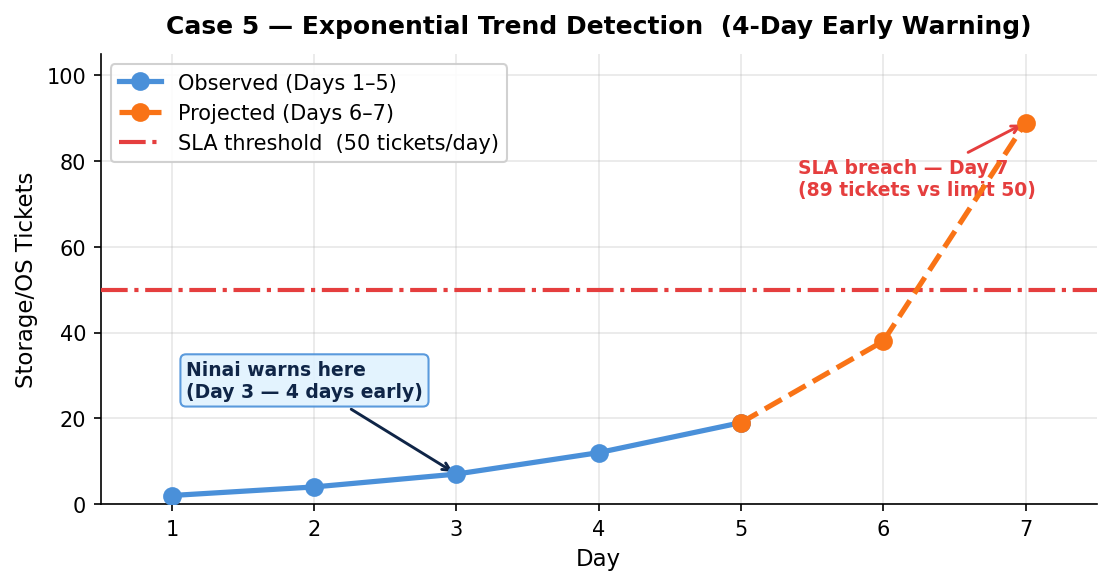 Case 5 — Exponential Trend Detection  (4-Day Early Warning)
Observed (Days 1–5)
Projected (Days 6–7)
SLA threshold  (50 tickets/day)
SLA breach — Day 7
(89 tickets vs limit 50)
Ninai warns here
(Day 3 — 4 days early)
Storage/OS Tickets
100
80
60
40
20
0
1 2 3 4 5 6 7
Day